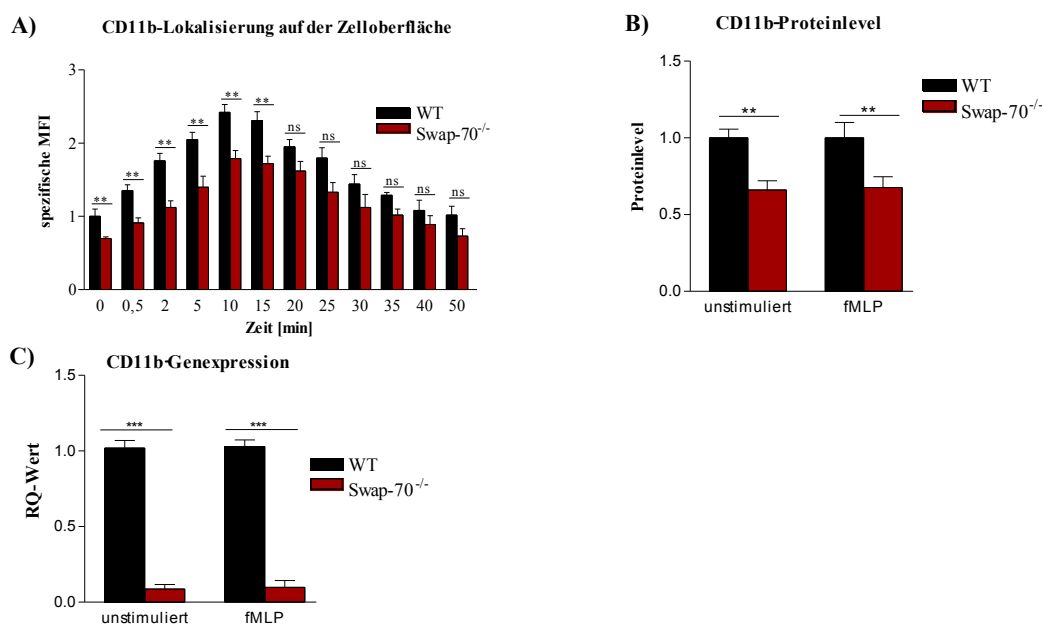 A)
CD11b-Lokalisierung auf der Zelloberfläche
spezifische MFI
3
2
1
0
** ** ** ** ** ** ns ns ns ns ns ns
WT
Swap-70-/-
0 0,5 2 5 10 15 20 25 30 35 40 50
Zeit [min]
B)
CD11b-Proteinlevel
Proteinlevel
1.5
1.0
0.5
0.0
** **
WT
Swap-70-/-
unstimuliert fMLP
C)
CD11b-Genexpression
RQ-Wert
1.5
1.0
0.5
0.0
*** ***
WT
Swap-70-/-
unstimuliert fMLP